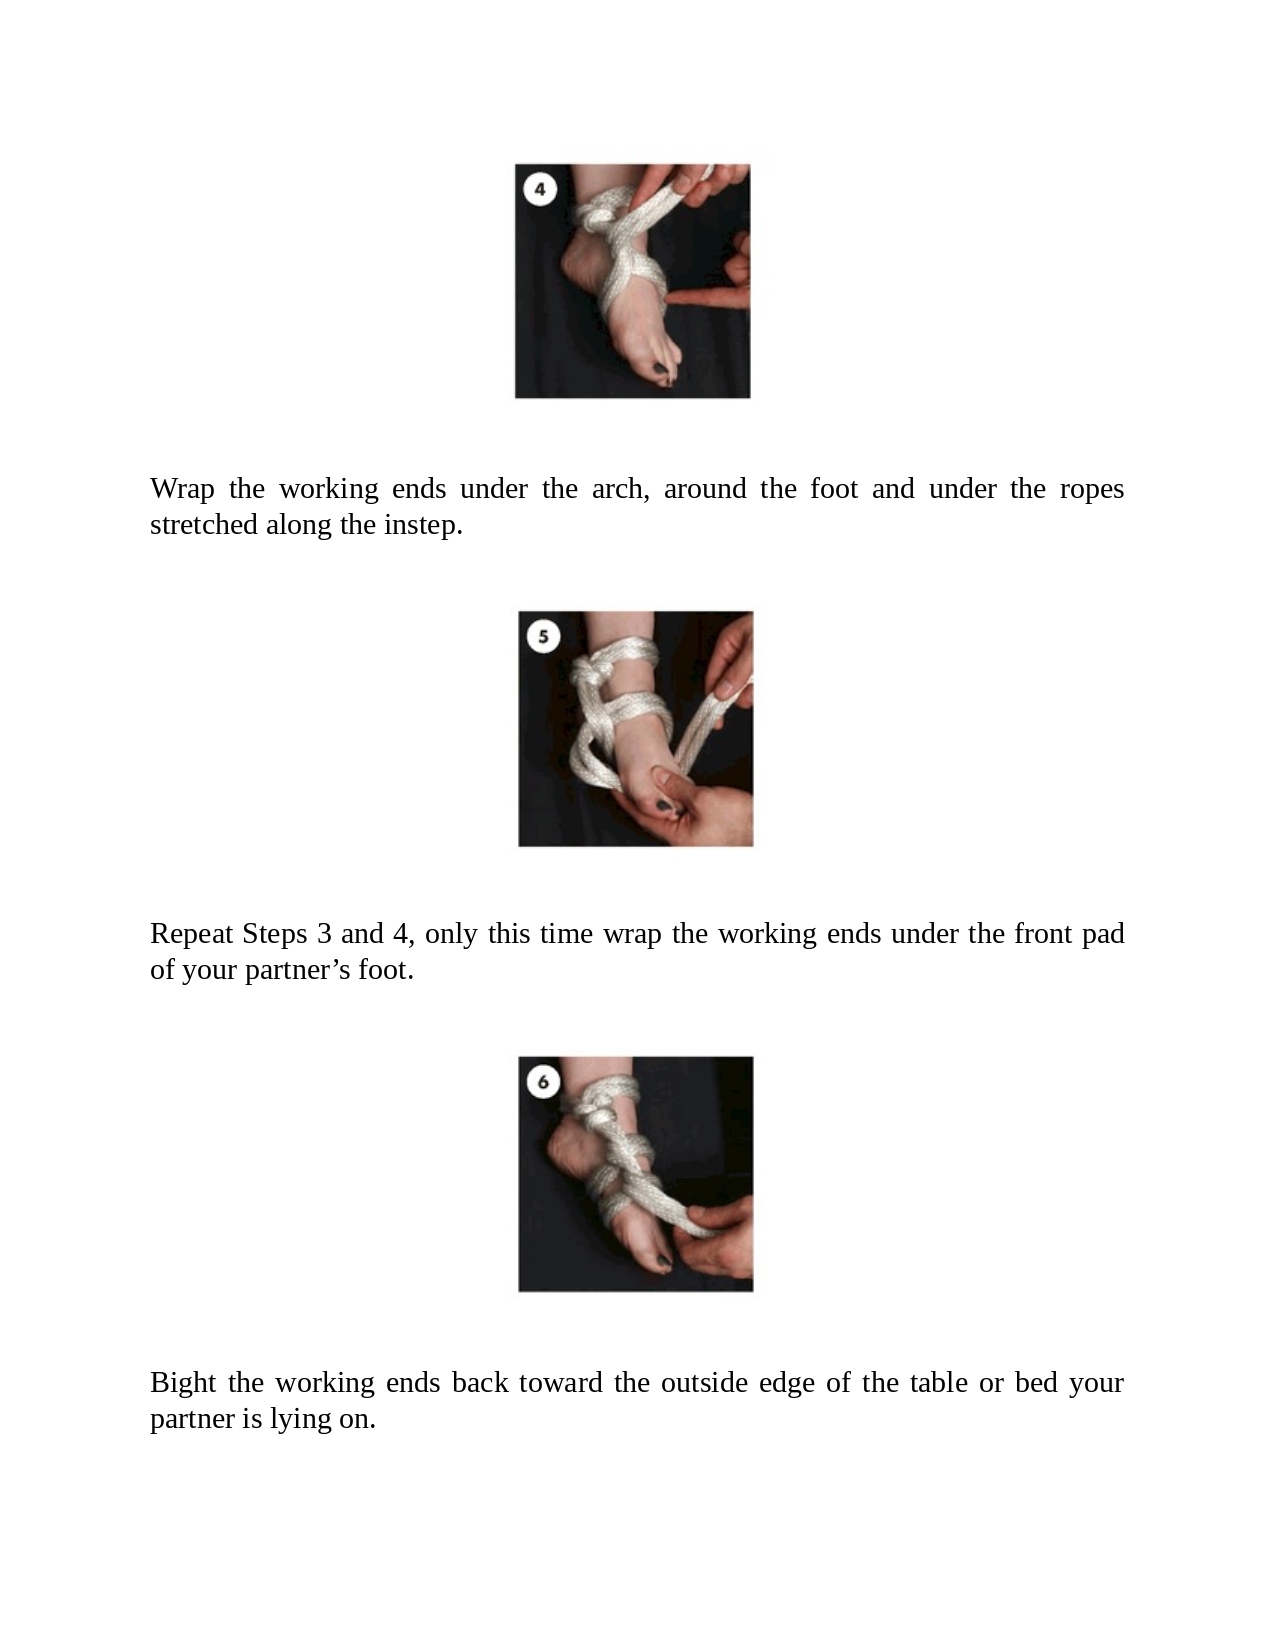 4
Wrap the working ends under the arch, around the foot and under the ropes
stretched along the instep.
5
Repeat Steps 3 and 4, only this time wrap the working ends under the front pad
of your partner’s foot.
6
Bight the working ends back toward the outside edge of the table or bed your
partner is lying on.